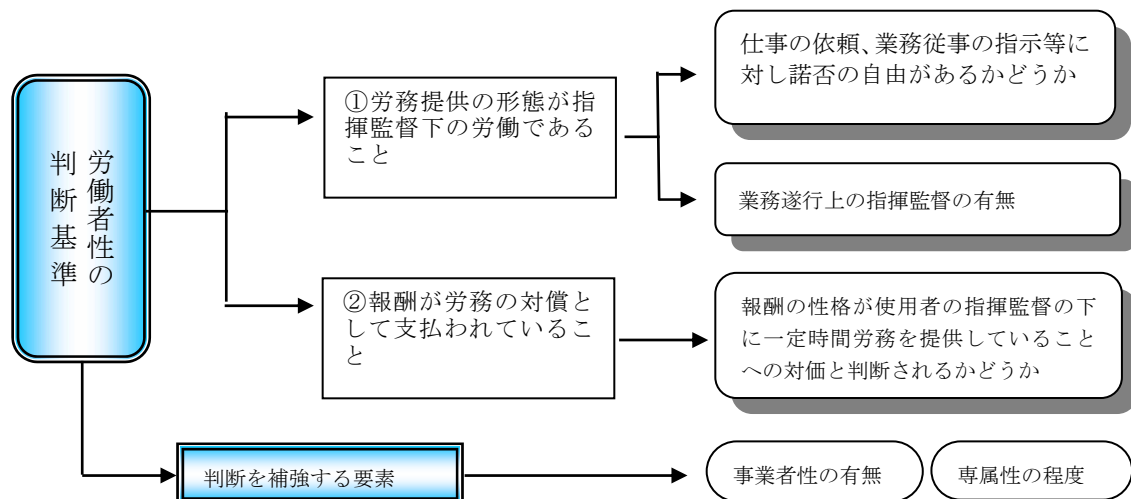 労働者性の
判断基準
①労務提供の形態が指
揮監督下の労働である
こと
仕事の依頼、業務従事の指示等に
対し諾否の自由があるかどうか
業務遂行上の指揮監督の有無
②報酬が労務の対償と
して支払われているこ
と
報酬の性格が使用者の指揮監督の下
に一定時間労務を提供していること
への対価と判断されるかどうか
判断を補強する要素
事業者性の有無
専属性の程度